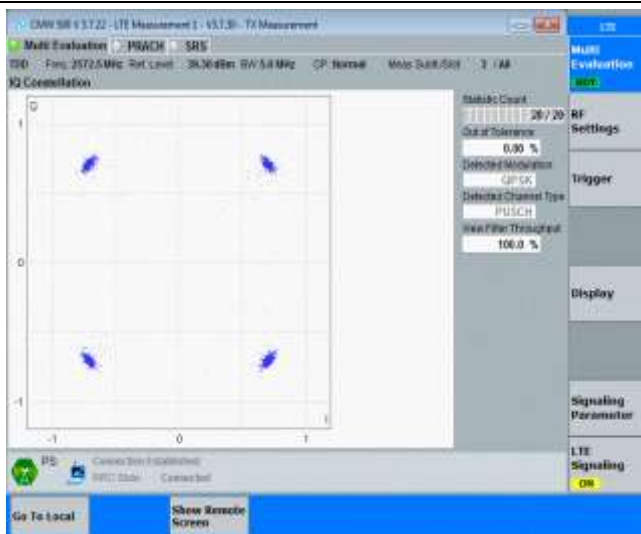 CMW 500 V 3.7.22 - LTE Measurement 1 - V3.7.30 - TX Measurement
Multi Evaluation PRACH SRS
TDD Freq: 2572.5 MHz Ref. Level: BW: 5.0 MHz CP: Normal Meas Subfr./Slot 3 / All
IQ Constellation
Q
1
0
-1
-1 0 1
I
Statistic Count
20 / 20
Out of Tolerance
0.00 %
Detected Modulation
QPSK
Detected Channel Type
PUSCH
View Filter Throughput
100.0 %
PS:
Connection Established
RRC State: Connected
Go To Local
Show Remote
Screen
LTE
Multi
Evaluation
RDY
RF
Settings
Trigger
Display
Signaling
Parameter
LTE
Signaling
ON